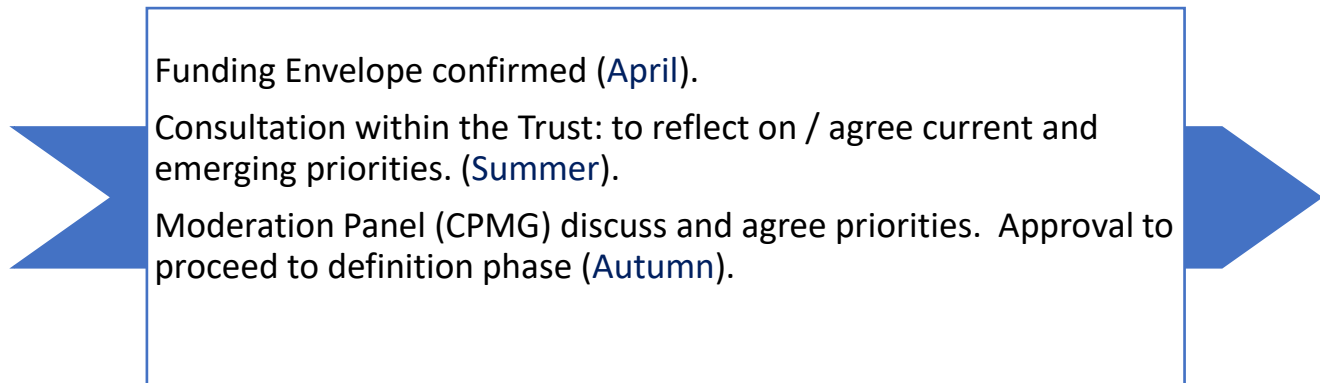 Funding Envelope confirmed (April).
Consultation within the Trust: to reflect on / agree current and
emerging priorities. (Summer).
Moderation Panel (CPMG) discuss and agree priorities.  Approval to
proceed to definition phase (Autumn).